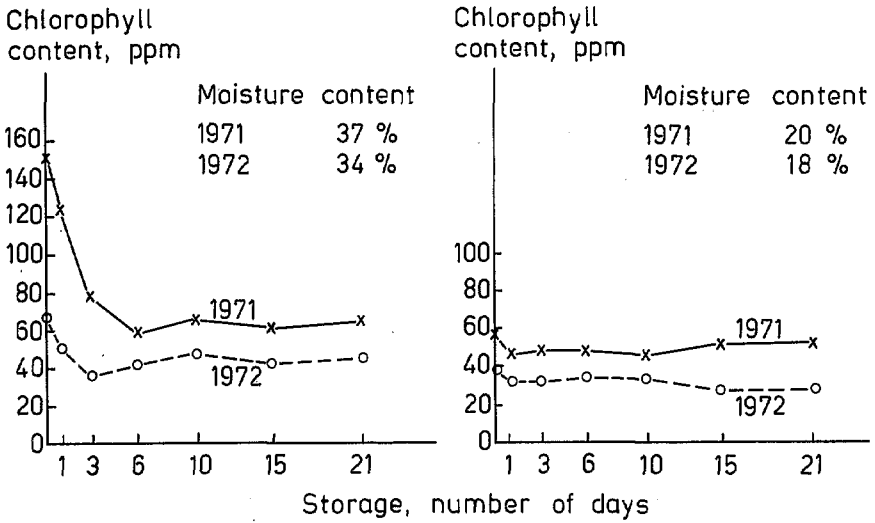 Chlorophyll
content, ppm
Moisture content
1971 37 %
1972 34 %
160
140
120
100
80
60
40
20
0
1971
1972
1 3 6 10 15 21
Chlorophyll
content, ppm
Moisture content
1971 20 %
1972 18 %
100
80
60
40
20
0
1971
1972
1 3 6 10 15 21
Storage, number of days